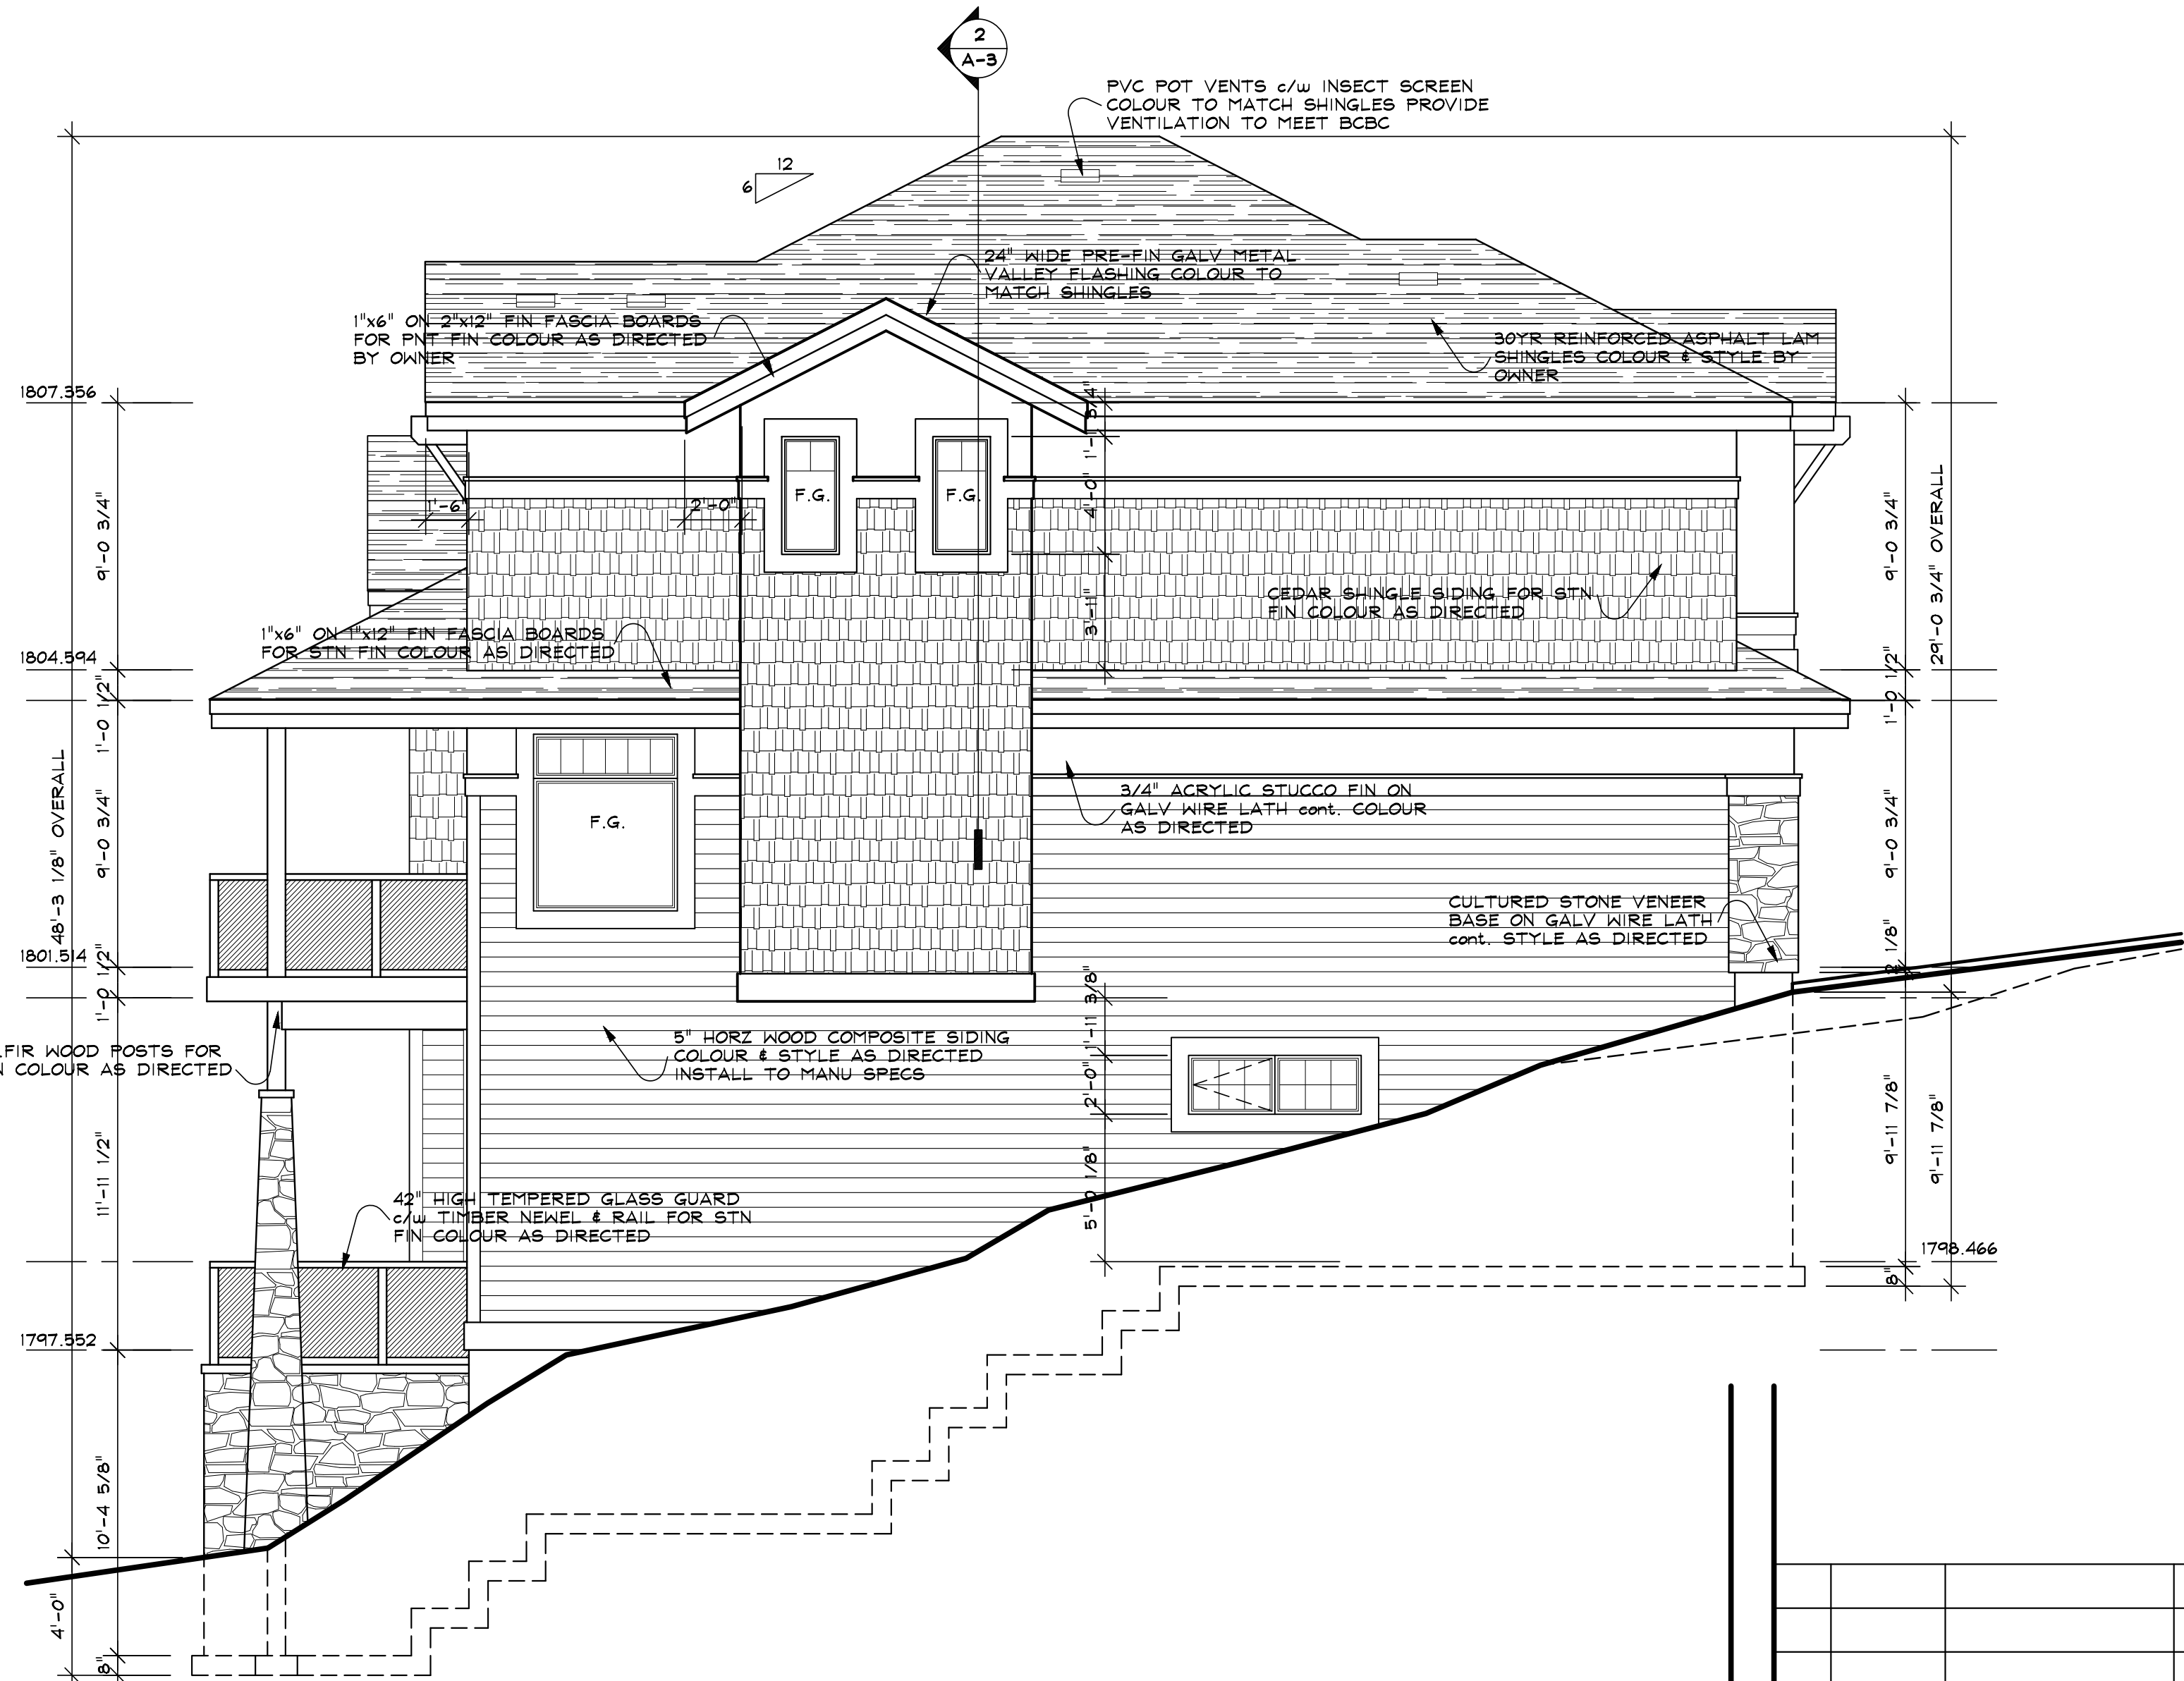 2
A-3
PVC POT VENTS c/w INSECT SCREEN
COLOUR TO MATCH SHINGLES PROVIDE
VENTILATION TO MEET BCBC
12
6
24" WIDE PRE-FIN GALV METAL
VALLEY FLASHING COLOUR TO
MATCH SHINGLES
1"x6" ON 2"x12" FIN FASCIA BOARDS
FOR PNT FIN COLOUR AS DIRECTED
BY OWNER
30YR REINFORCED ASPHALT LAM
SHINGLES COLOUR & STYLE BY
OWNER
1807.356
F.G.
F.G.
1'-6"
2'-0"
CEDAR SHINGLE SIDING FOR STN
FIN COLOUR AS DIRECTED
1"x6" ON 1"x12" FIN FASCIA BOARDS
FOR STN FIN COLOUR AS DIRECTED
1804.594
F.G.
3/4" ACRYLIC STUCCO FIN ON
GALV WIRE LATH cont. COLOUR
AS DIRECTED
CULTURED STONE VENEER
BASE ON GALV WIRE LATH
cont. STYLE AS DIRECTED
1801.514
FIR WOOD POSTS FOR
COLOUR AS DIRECTED
5" HORZ WOOD COMPOSITE SIDING
COLOUR & STYLE AS DIRECTED
INSTALL TO MANU SPECS
42" HIGH TEMPERED GLASS GUARD
c/w TIMBER NEWEL & RAIL FOR STN
FIN COLOUR AS DIRECTED
1798.466
1797.552
48'-3 1/8" OVERALL
4'-0"
9'-0 3/4"
1'-0 1/2"
9'-0 3/4"
1'-0 1/2"
11'-11 1/2"
10'-4 5/8"
8"
1'-
3/4"
4'-0"
3'-11"
1'-11 3/8"
2'-0"
5'-0 1/8"
9'-0 3/4"
1'-0 1/2"
9'-0 3/4"
2 1/8"
9'-11 7/8"
8"
29'-0 3/4" OVERALL
9'-11 7/8"